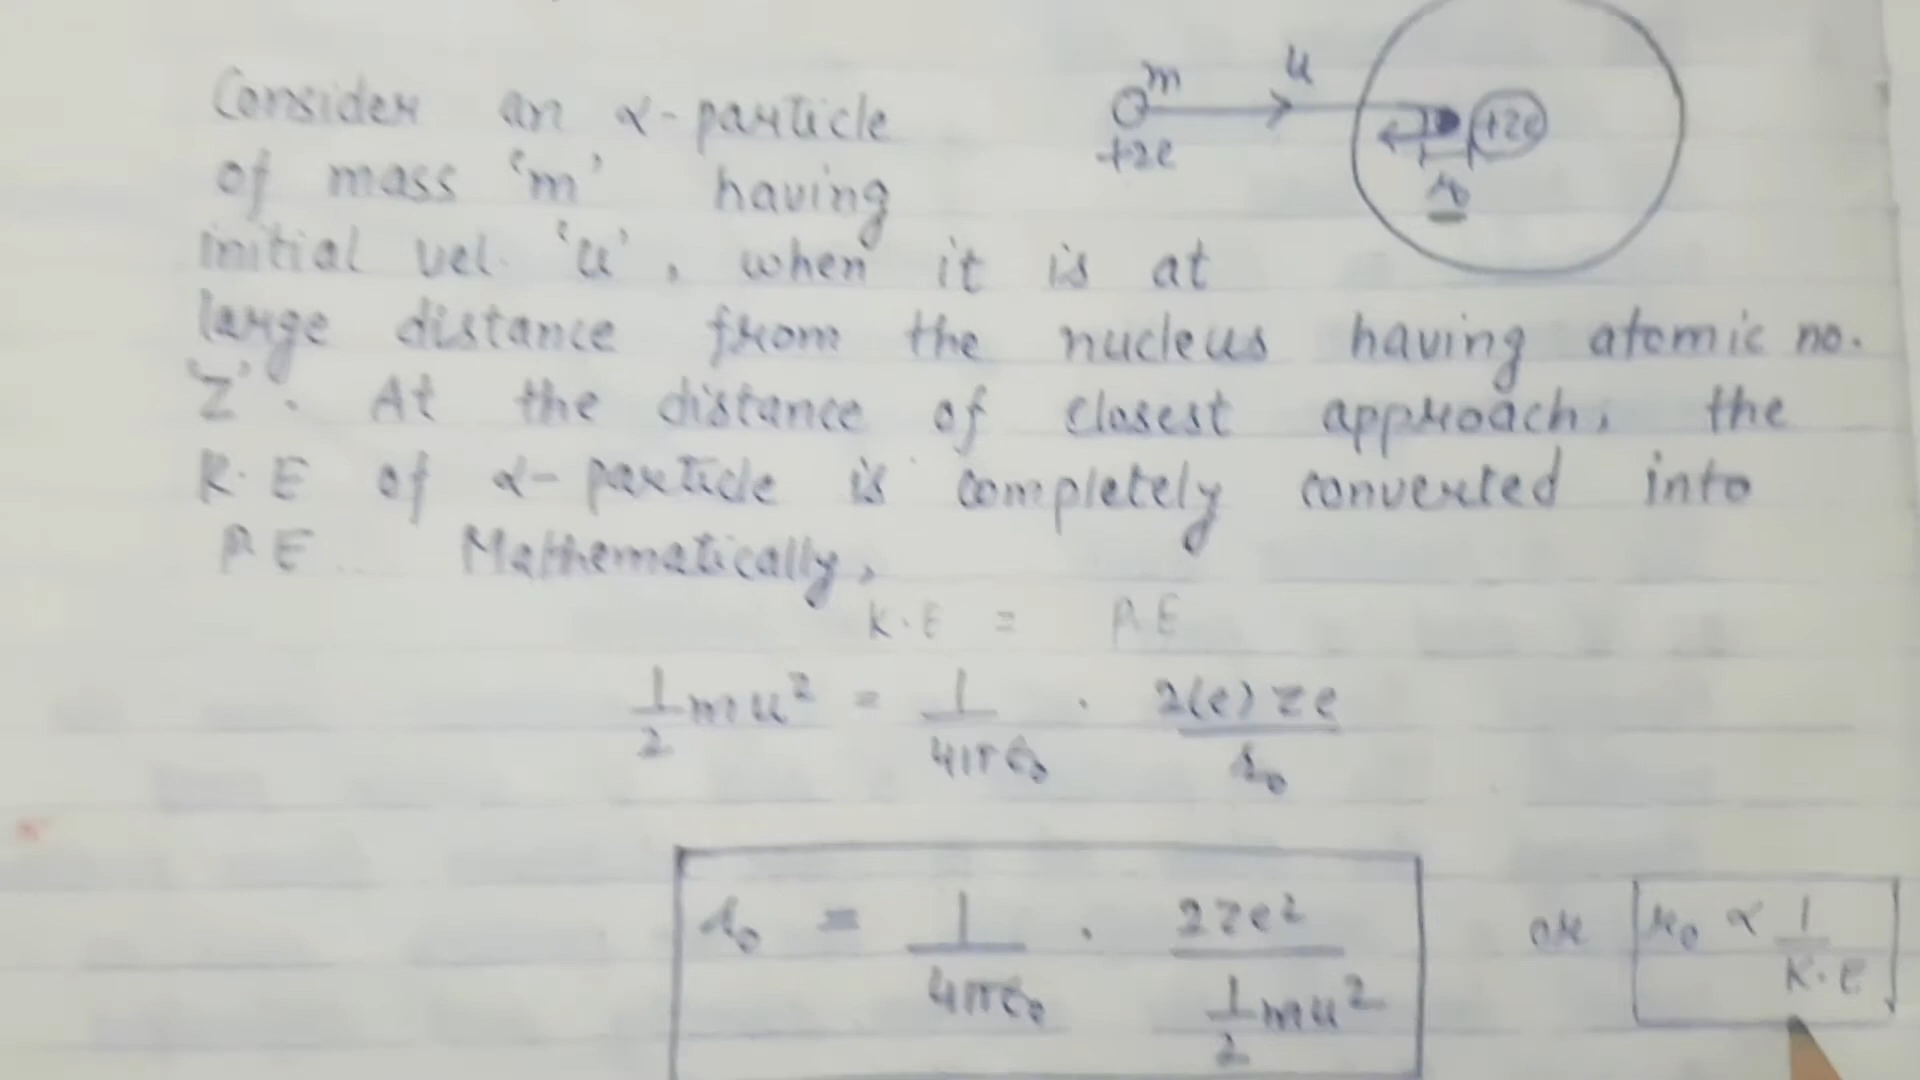 m u
+2e +Ze
r₀
Consider an α-particle
of mass 'm' having
initial vel. 'u', when it is at
large distance from the nucleus having atomic no.
'Z'. At the distance of closest approach, the
K.E of α-particle is completely converted into
P.E Mathematically,
K.E = P.E
1/2 mu² = 1/4πε₀ . 2(e) ze/r₀
r₀ = 1/4πε₀ . 2ze²/(1/2 mu²) or r₀ ∝ 1/K.E